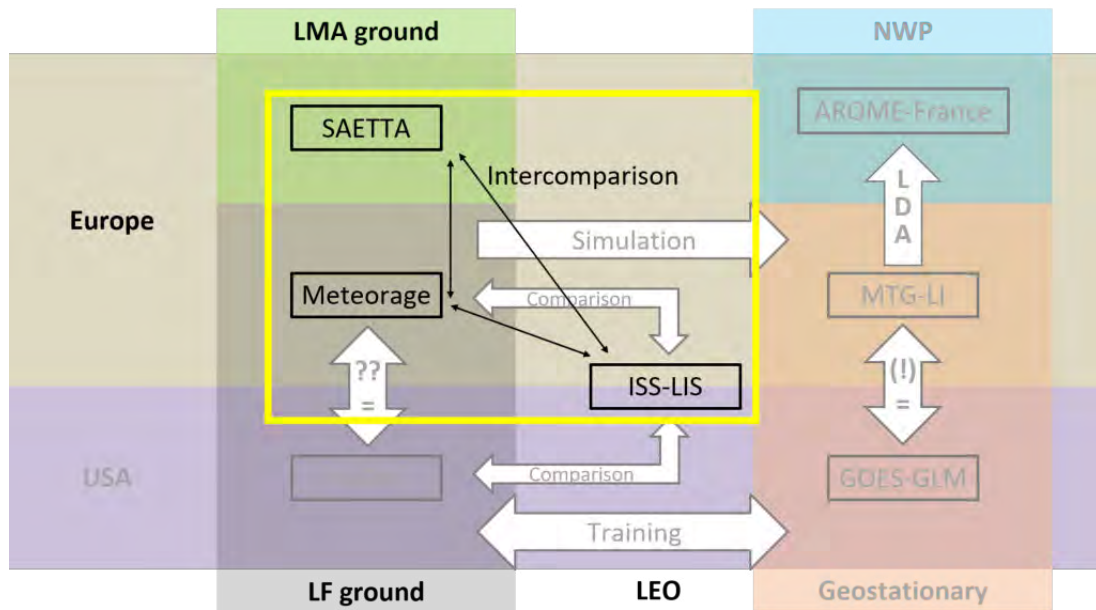 LMA ground
NWP
SAETTA
AROME-France
Intercomparison
Europe
LDA
Simulation
Meteorage
Comparison
MTG-LI
??
=
(!)
=
ISS-LIS
USA
Comparison
GOES-GLM
Training
LF ground
LEO
Geostationary